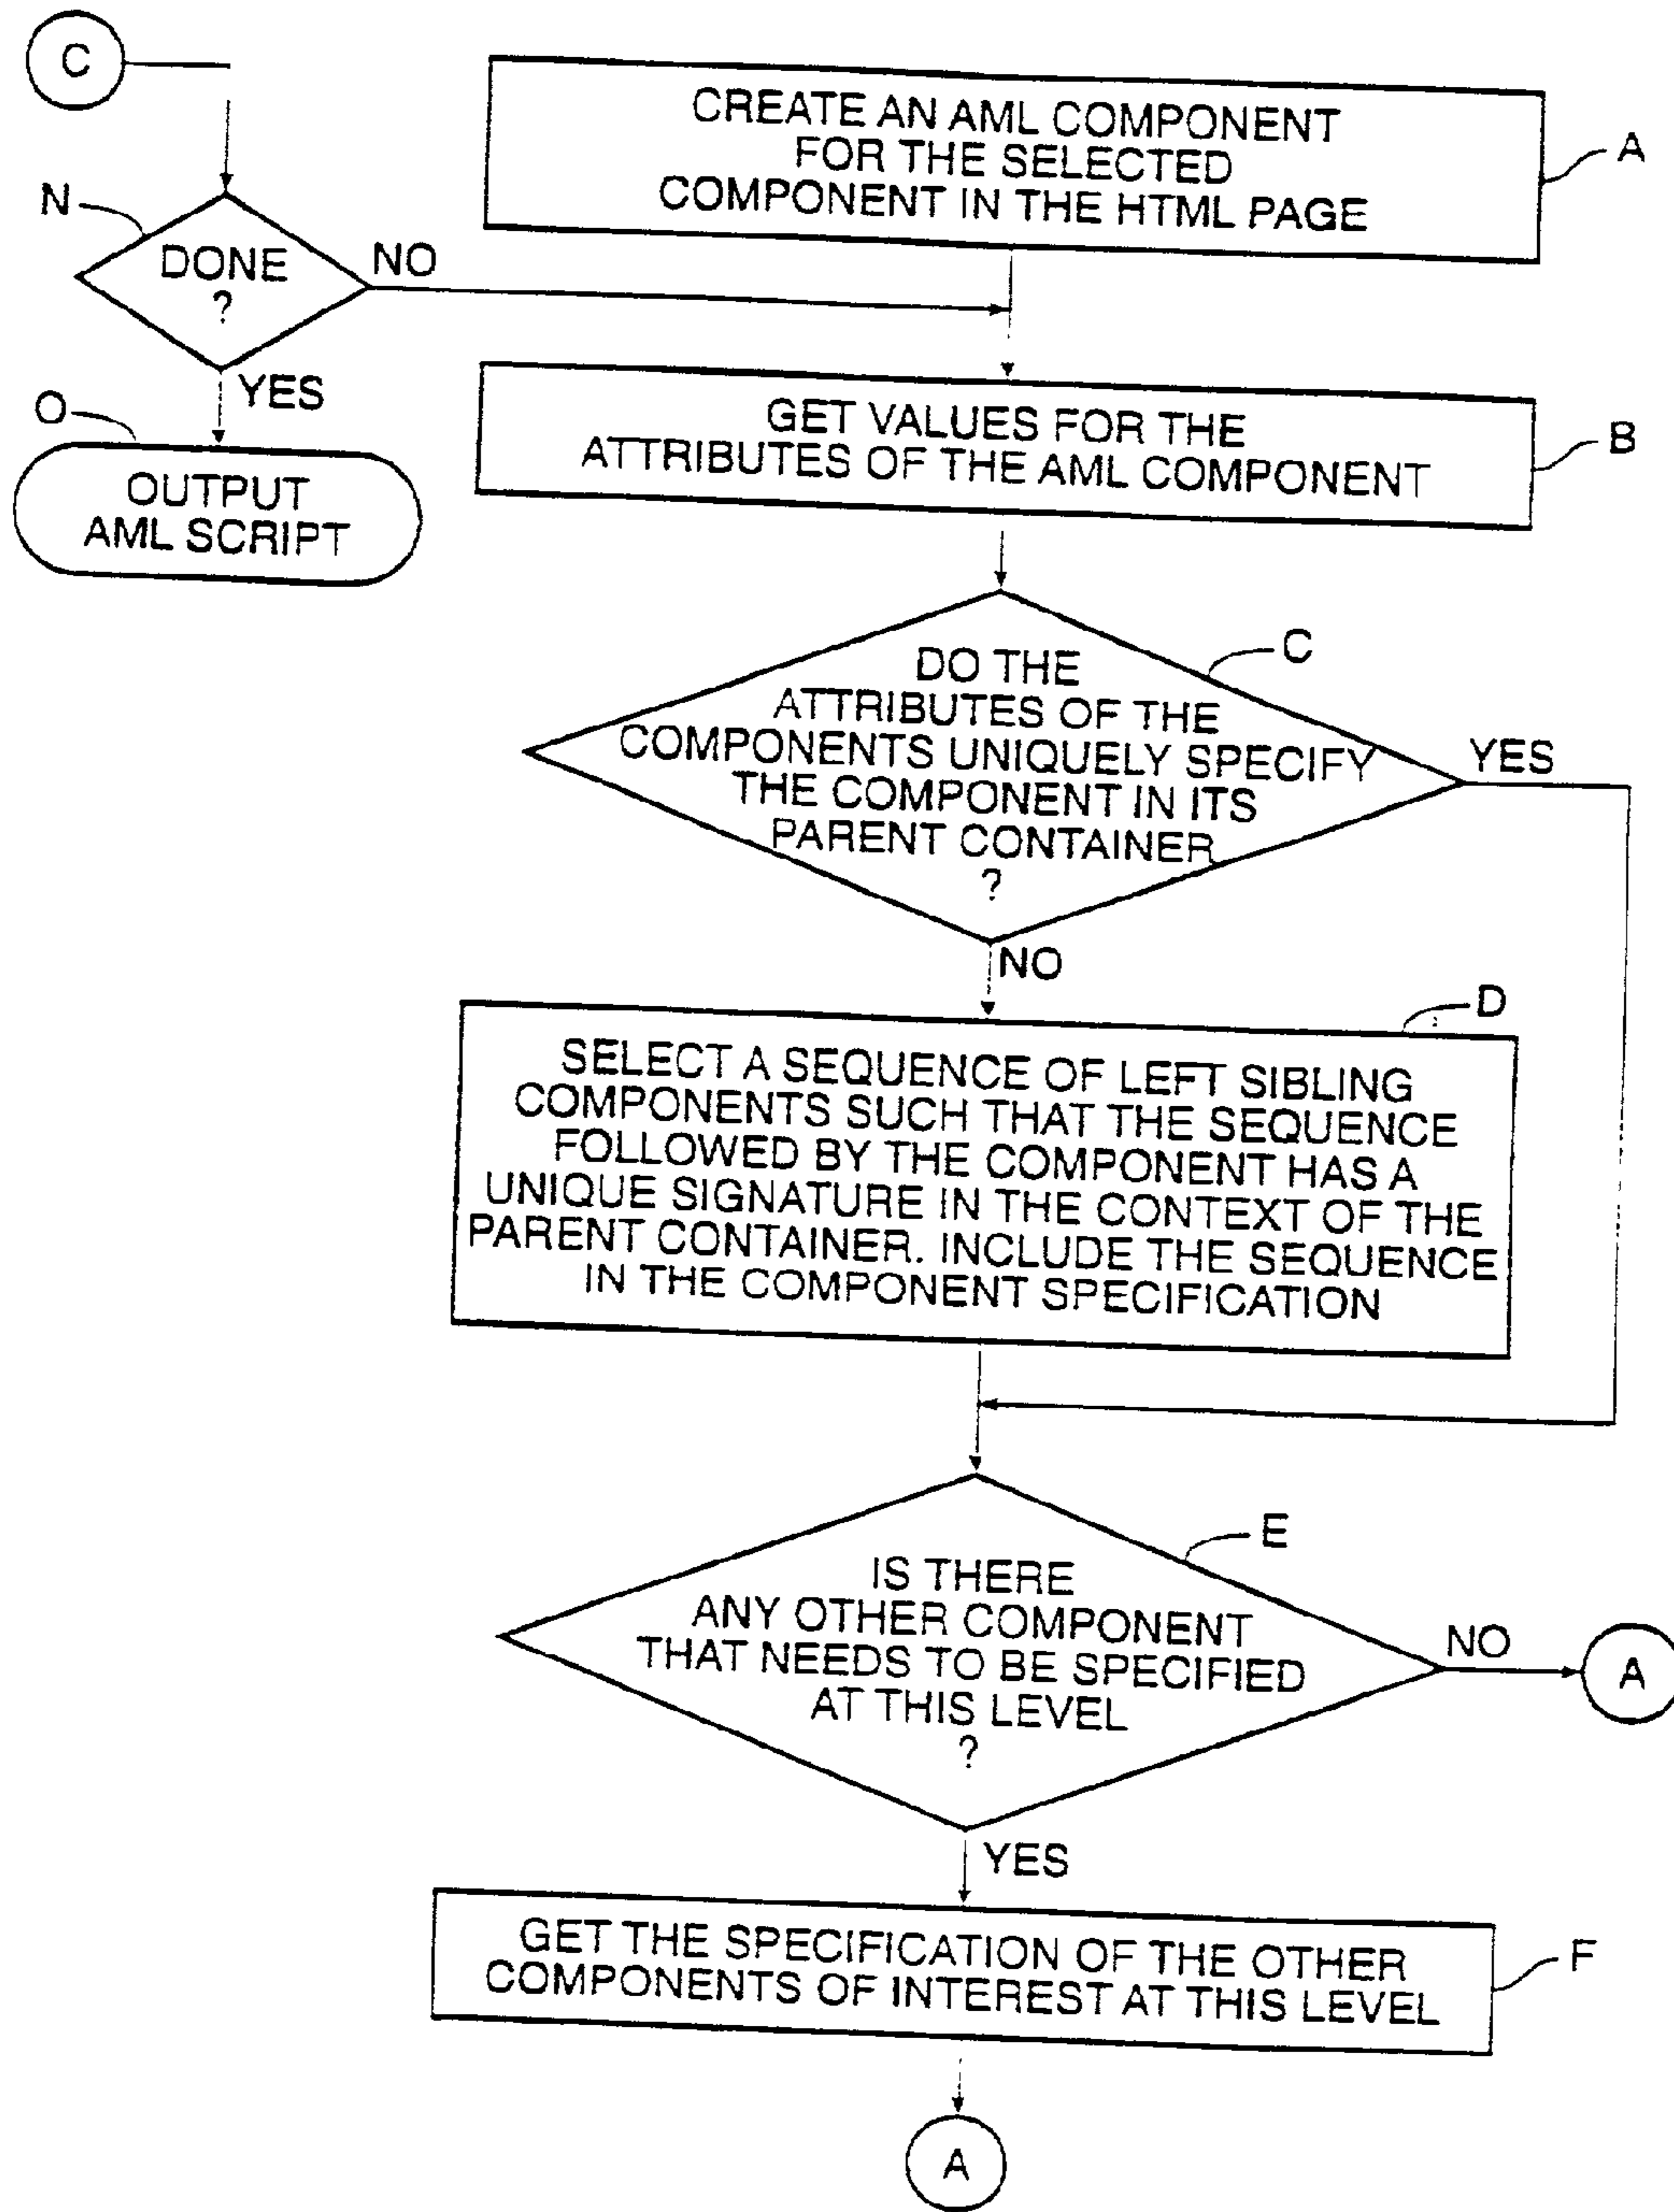 C
CREATE AN AML COMPONENT
FOR THE SELECTED
COMPONENT IN THE HTML PAGE
A
N
DONE
?
NO
YES
O
OUTPUT
AML SCRIPT
GET VALUES FOR THE
ATTRIBUTES OF THE AML COMPONENT
B
DO THE
ATTRIBUTES OF THE
COMPONENTS UNIQUELY SPECIFY
THE COMPONENT IN ITS
PARENT CONTAINER
?
C
YES
NO
D
SELECT A SEQUENCE OF LEFT SIBLING
COMPONENTS SUCH THAT THE SEQUENCE
FOLLOWED BY THE COMPONENT HAS A
UNIQUE SIGNATURE IN THE CONTEXT OF THE
PARENT CONTAINER. INCLUDE THE SEQUENCE
IN THE COMPONENT SPECIFICATION
E
IS THERE
ANY OTHER COMPONENT
THAT NEEDS TO BE SPECIFIED
AT THIS LEVEL
?
NO
A
YES
GET THE SPECIFICATION OF THE OTHER
COMPONENTS OF INTEREST AT THIS LEVEL
F
A